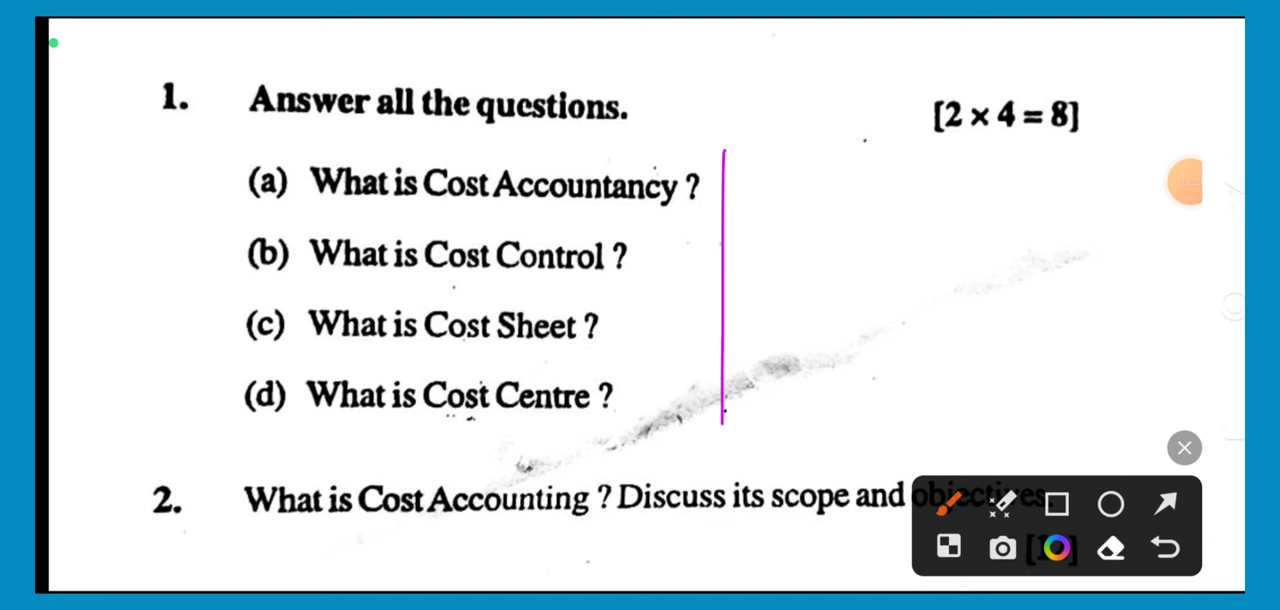 1. Answer all the questions. [2 × 4 = 8]
(a) What is Cost Accountancy ?
(b) What is Cost Control ?
(c) What is Cost Sheet ?
(d) What is Cost Centre ?
2. What is Cost Accounting ? Discuss its scope and objectives.